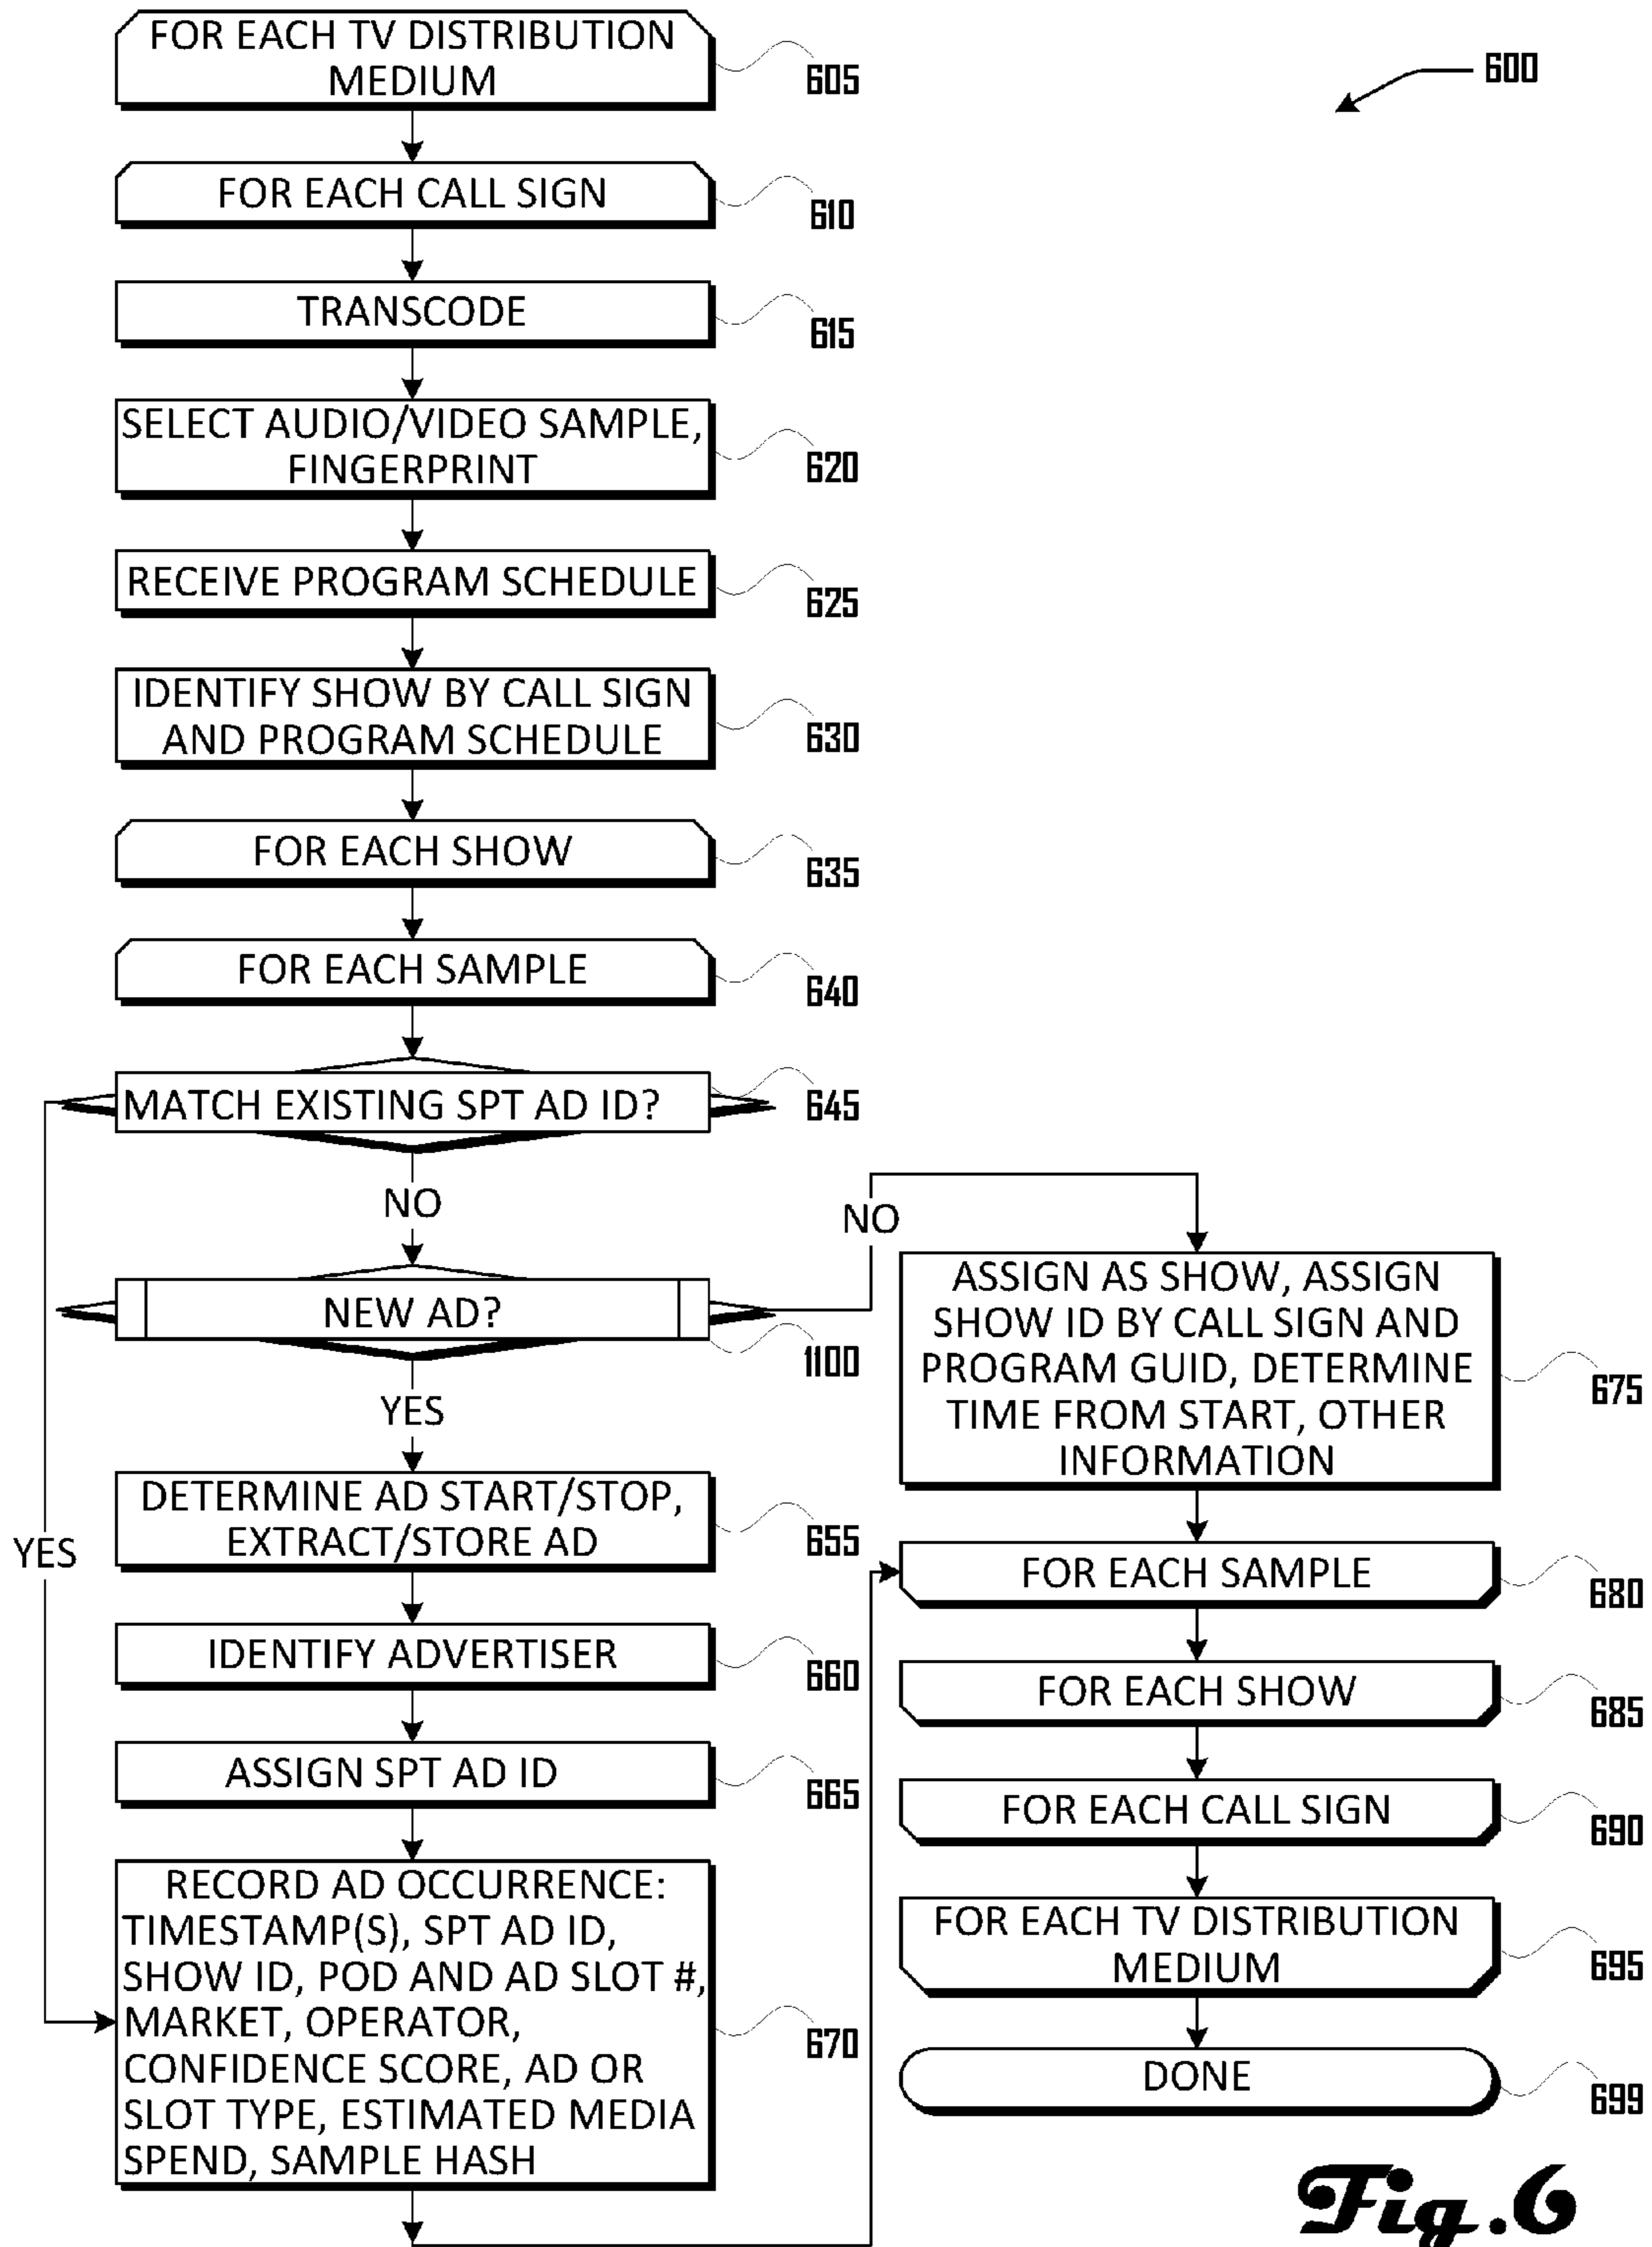 FOR EACH TV DISTRIBUTION
MEDIUM
605
600
FOR EACH CALL SIGN
610
TRANSCODE
615
SELECT AUDIO/VIDEO SAMPLE,
FINGERPRINT
620
RECEIVE PROGRAM SCHEDULE
625
IDENTIFY SHOW BY CALL SIGN
AND PROGRAM SCHEDULE
630
FOR EACH SHOW
635
FOR EACH SAMPLE
640
MATCH EXISTING SPT AD ID?
645
NO
NEW AD?
1100
YES
DETERMINE AD START/STOP,
EXTRACT/STORE AD
655
YES
IDENTIFY ADVERTISER
660
ASSIGN SPT AD ID
665
RECORD AD OCCURRENCE:
TIMESTAMP(S), SPT AD ID,
SHOW ID, POD AND AD SLOT #,
MARKET, OPERATOR,
CONFIDENCE SCORE, AD OR
SLOT TYPE, ESTIMATED MEDIA
SPEND, SAMPLE HASH
670
NO
ASSIGN AS SHOW, ASSIGN
SHOW ID BY CALL SIGN AND
PROGRAM GUID, DETERMINE
TIME FROM START, OTHER
INFORMATION
675
FOR EACH SAMPLE
680
FOR EACH SHOW
685
FOR EACH CALL SIGN
690
FOR EACH TV DISTRIBUTION
MEDIUM
695
DONE
699
Fig.6